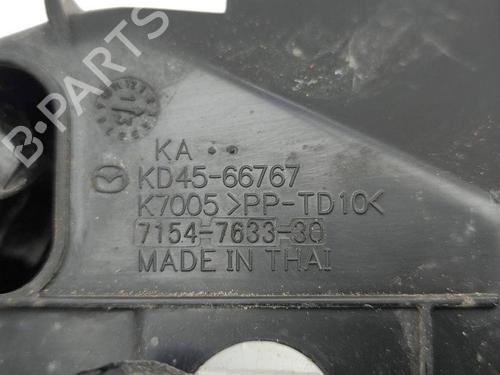 KA
KD45-66767
K7005 >PP-TD10<
7154-7633-30
MADE IN THAI
B-PARTS